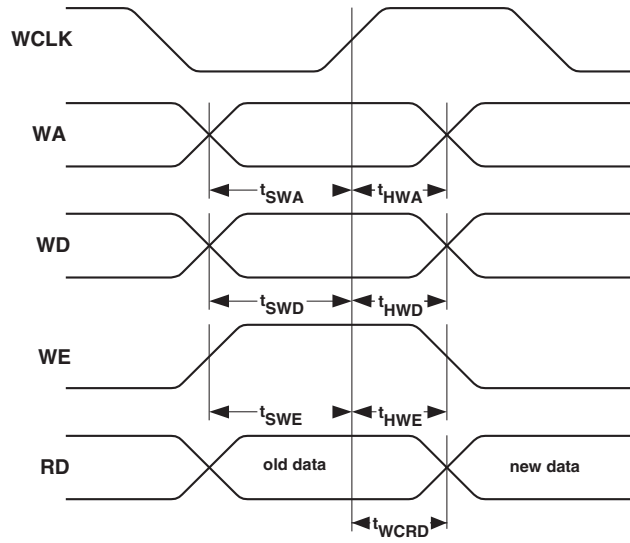 WCLK
WA
tSWA tHWA
WD
tSWD tHWD
WE
tSWE tHWE
RD old data new data
tWCRD